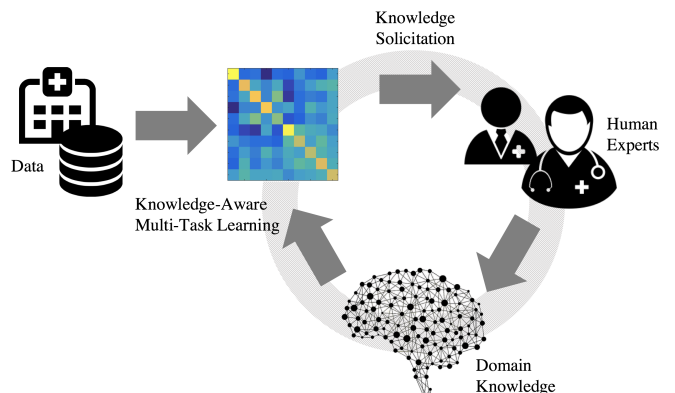 Knowledge
Solicitation
Data
Human
Experts
Knowledge-Aware
Multi-Task Learning
Domain
Knowledge